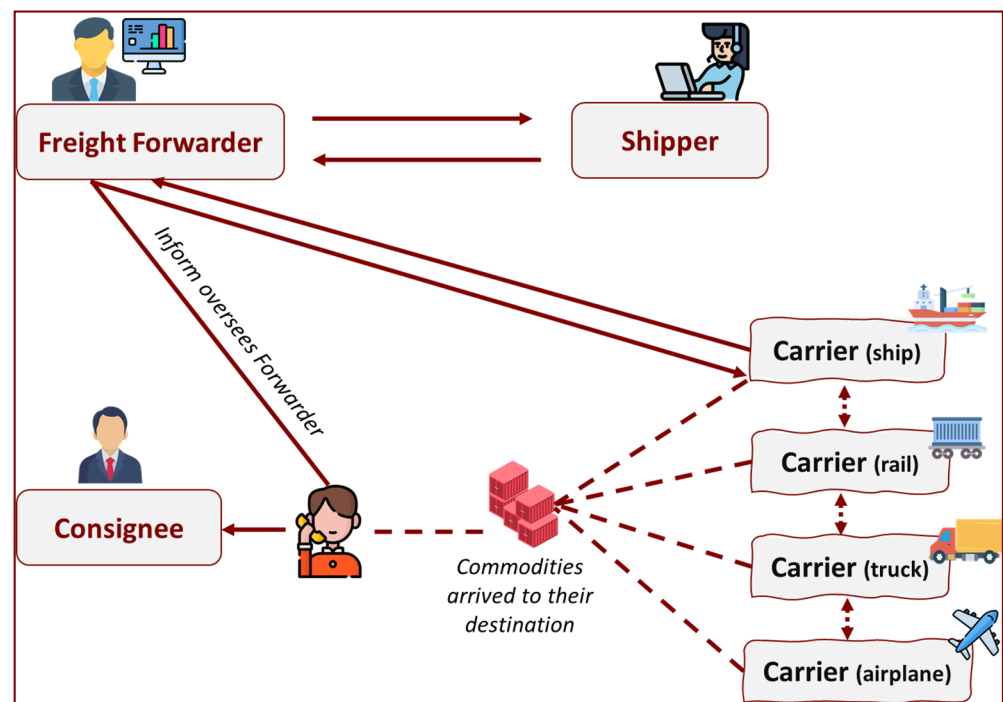 Freight Forwarder
Shipper
Inform oversees Forwarder
Carrier (ship)
Carrier (rail)
Consignee
Commodities
arrived to their
destination
Carrier (truck)
Carrier (airplane)